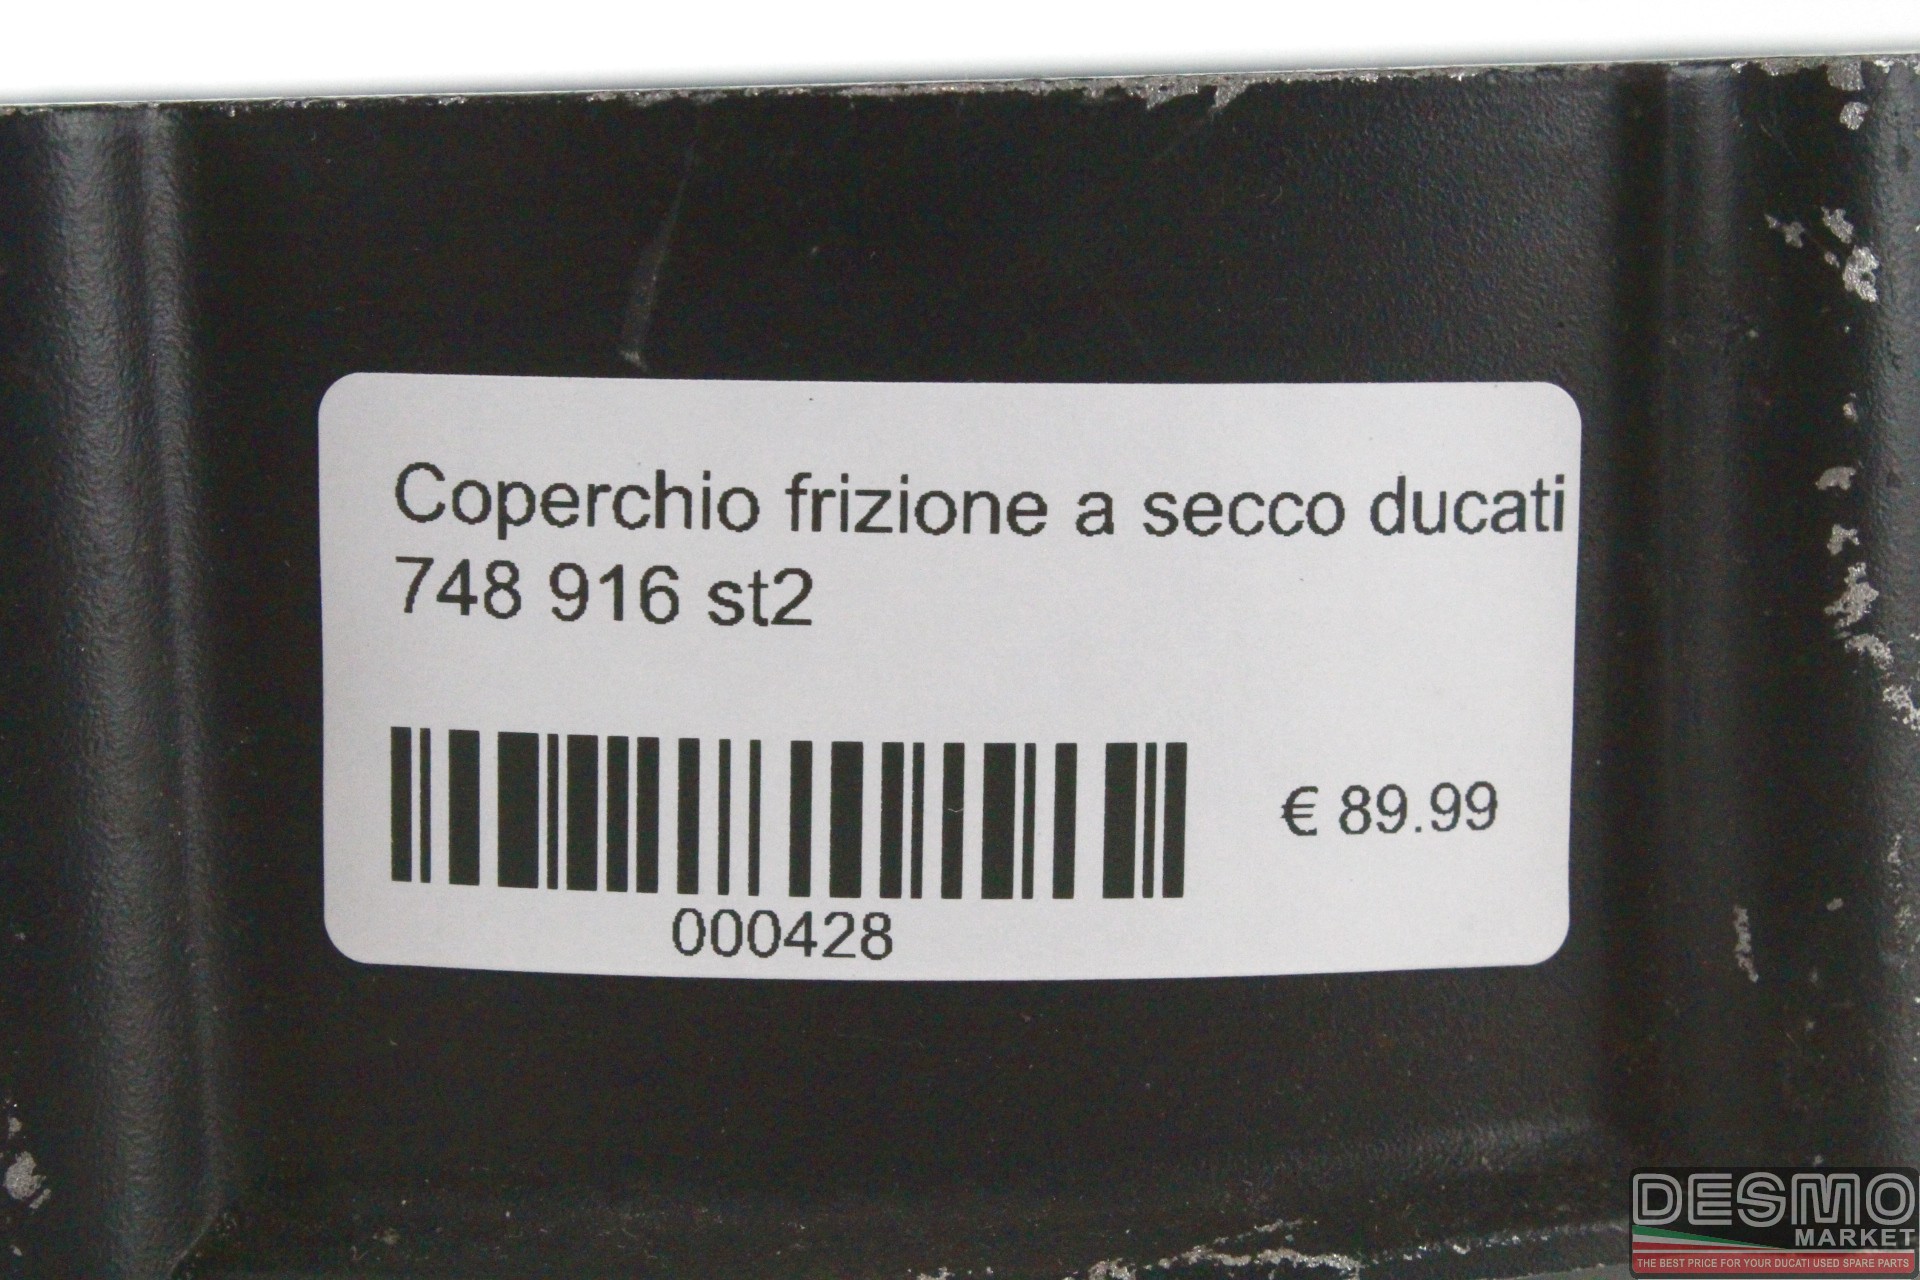 Coperchio frizione a secco ducati
748 916 st2
€ 89.99
000428
DESMO
MARKET
THE BEST PRICE FOR YOUR DUCATI USED SPARE PARTS